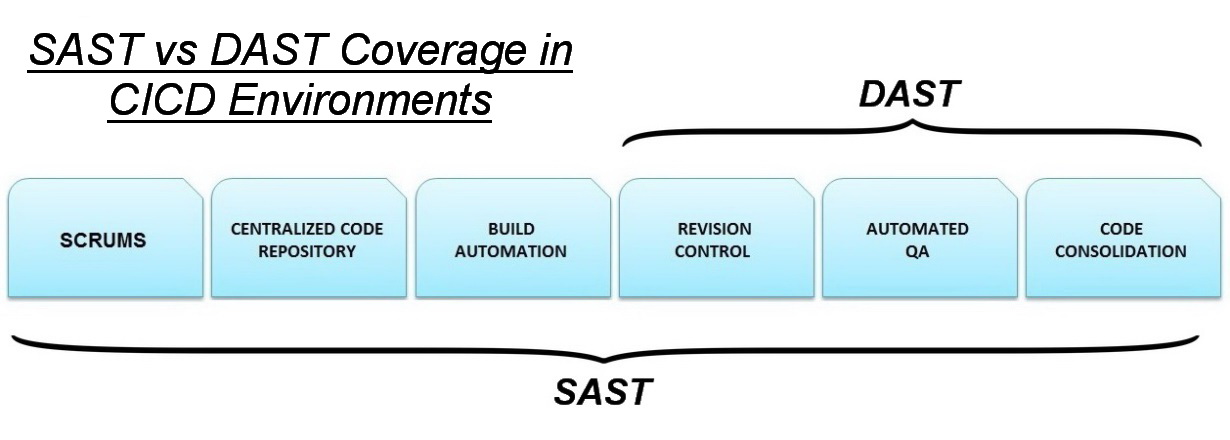 SAST vs DAST Coverage in
CICD Environments
DAST
SCRUMS
CENTRALIZED CODE
REPOSITORY
BUILD
AUTOMATION
REVISION
CONTROL
AUTOMATED
QA
CODE
CONSOLIDATION
SAST